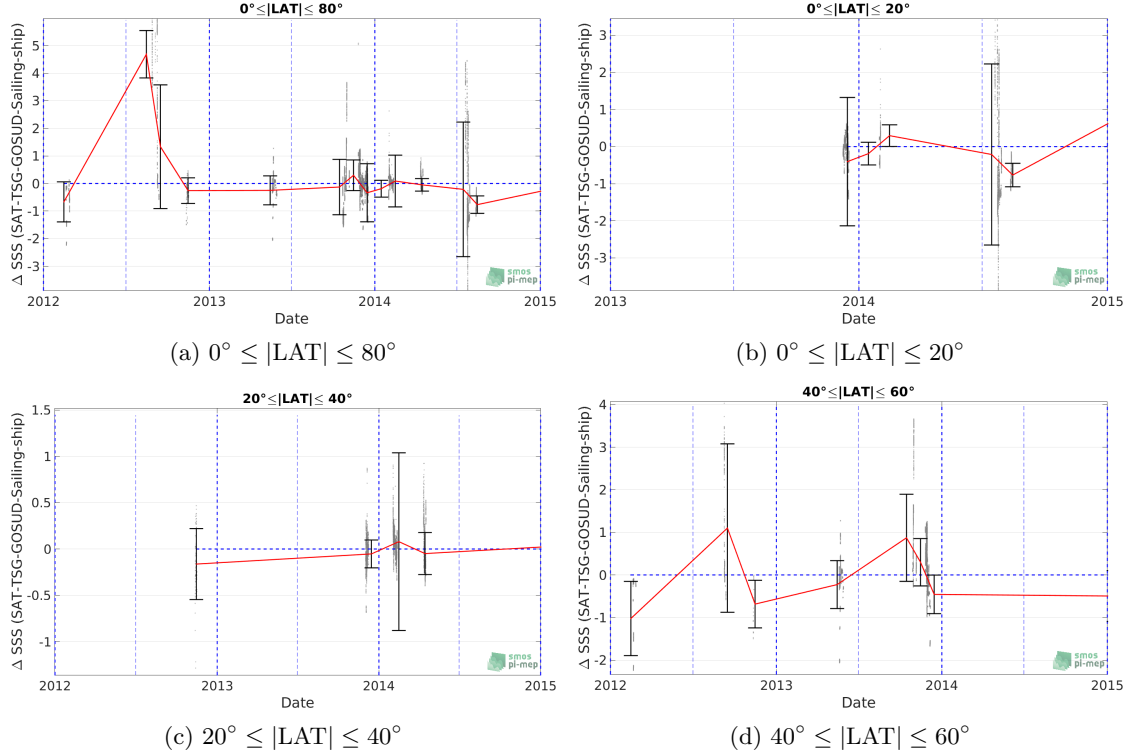 0°≤|LAT|≤ 80°
Δ SSS (SAT-TSG-GOSUD-Sailing-ship)
5
4
3
2
1
0
-1
-2
-3
2012
2013
2014
2015
Date
smos
pi-mep
(a) 0° ≤ |LAT| ≤ 80°
0°≤|LAT|≤ 20°
Δ SSS (SAT-TSG-GOSUD-Sailing-ship)
3
2
1
0
-1
-2
-3
2013
2014
2015
Date
smos
pi-mep
(b) 0° ≤ |LAT| ≤ 20°
20°≤|LAT|≤ 40°
Δ SSS (SAT-TSG-GOSUD-Sailing-ship)
1.5
1
0.5
0
-0.5
-1
2012
2013
2014
2015
Date
smos
pi-mep
(c) 20° ≤ |LAT| ≤ 40°
40°≤|LAT|≤ 60°
Δ SSS (SAT-TSG-GOSUD-Sailing-ship)
4
3
2
1
0
-1
-2
2012
2013
2014
2015
Date
smos
pi-mep
(d) 40° ≤ |LAT| ≤ 60°